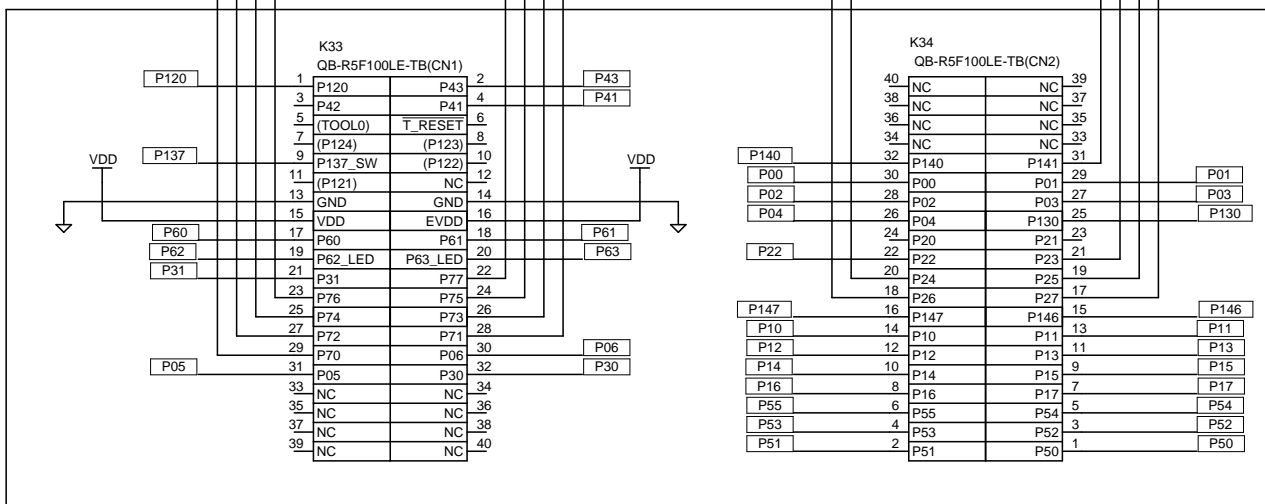 K33
QB-R5F100LE-TB(CN1)
P120 1 P120 P43 2 P43
3 P42 P41 4 P41
5 (TOOL0) T_RESET 6
7 (P124) (P123) 8
VDD P137 9 P137_SW (P122) 10 VDD
11 (P121) NC 12
13 GND GND 14
15 VDD EVDD 16
P60 17 P60 P61 18 P61
P62 19 P62_LED P63_LED 20 P63
P31 21 P31 P77 22
23 P76 P75 24
25 P74 P73 26
27 P72 P71 28
29 P70 P06 30 P06
P05 31 P05 P30 32 P30
33 NC NC 34
35 NC NC 36
37 NC NC 38
39 NC NC 40
K34
QB-R5F100LE-TB(CN2)
40 NC NC 39
38 NC NC 37
36 NC NC 35
34 NC NC 33
P140 32 P140 P141 31
P00 30 P00 P01 29 P01
P02 28 P02 P03 27 P03
P04 26 P04 P130 25 P130
24 P20 P21 23
P22 22 P22 P23 21
20 P24 P25 19
18 P26 P27 17
P147 16 P147 P146 15 P146
P10 14 P10 P11 13 P11
P12 12 P12 P13 11 P13
P14 10 P14 P15 9 P15
P16 8 P16 P17 7 P17
P55 6 P55 P54 5 P54
P53 4 P53 P52 3 P52
P51 2 P51 P50 1 P50